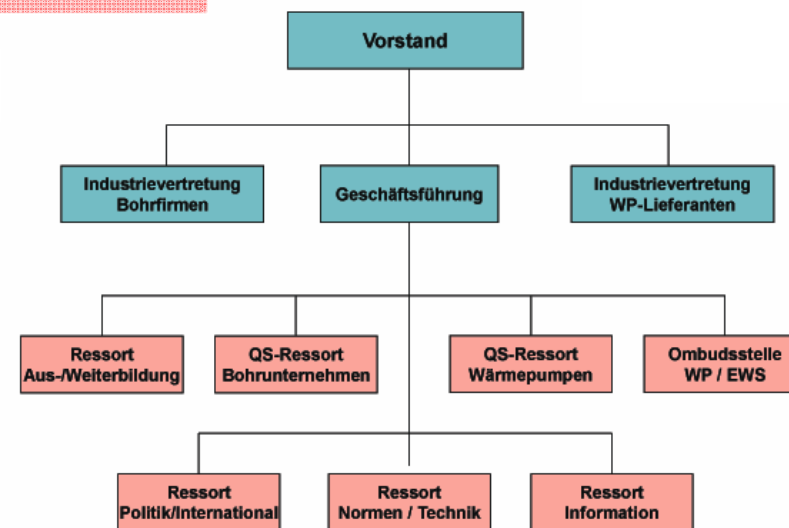 Vorstand
Industrievertretung
Bohrfirmen
Geschäftsführung
Industrievertretung
WP-Lieferanten
Ressort
Aus-/Weiterbildung
QS-Ressort
Bohrunternehmen
QS-Ressort
Wärmepumpen
Ombudsstelle
WP / EWS
Ressort
Politik/International
Ressort
Normen / Technik
Ressort
Information